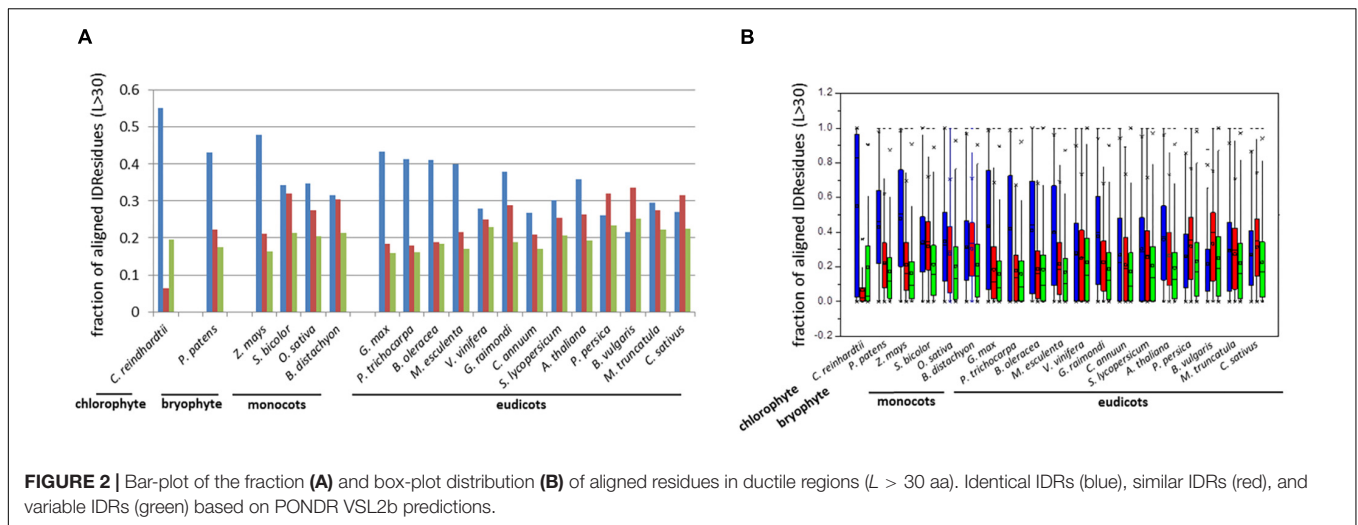 A
fraction of aligned IDResidues (L>30)
0.6
0.5
0.4
0.3
0.2
0.1
0
C. reindhardtii
P. patens
Z. mays
S. bicolor
O. sativa
B. distachyon
G. max
P. trichocarpa
B. oleracea
M. esculenta
V. vinifera
G. raimondi
C. annuum
S. lycopersicum
A. thaliana
P. persica
B. vulgaris
M. truncatula
C. sativus
chlorophyte
bryophyte
monocots
eudicots
B
fraction of aligned IDResidues (L>30)
1.2
1.0
0.8
0.6
0.4
0.2
0.0
-0.2
C. reinhardtii
P. patens
Z. mays
S. bicolor
O. sativa
B. distachyon
G. max
P. trichocarpa
B. oleracea
M. esculenta
V. vinifera
G. raimondi
C. annuun
S. lycopersicum
A. thaliana
P. persica
B. vulgaris
M. truncatula
C. sativus
chlorophyte
bryophyte
monocots
eudicots
FIGURE 2 | Bar-plot of the fraction (A) and box-plot distribution (B) of aligned residues in ductile regions (L > 30 aa). Identical IDRs (blue), similar IDRs (red), and
variable IDRs (green) based on PONDR VSL2b predictions.